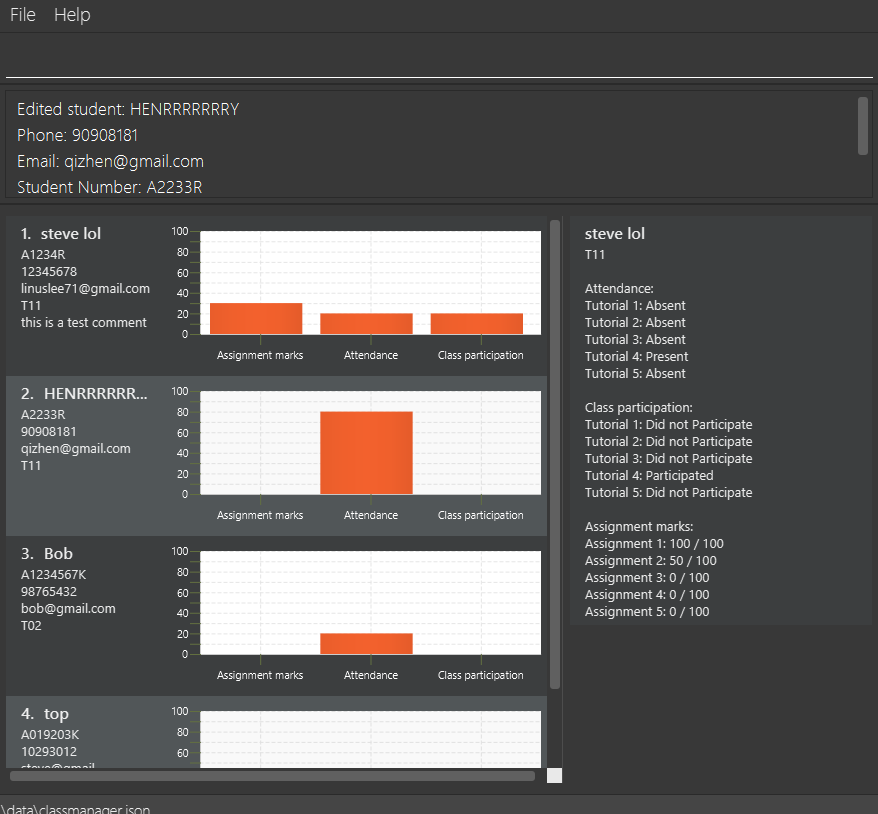 File Help
Edited student: HENRRRRRRRY
Phone: 90908181
Email: qizhen@gmail.com
Student Number: A2233R
1. steve lol
A1234R
12345678
linuslee71@gmail.com
T11
this is a test comment
100
80
60
40
20
0
Assignment marks Attendance Class participation
2. HENRRRRRR...
A2233R
90908181
qizhen@gmail.com
T11
100
80
60
40
20
0
Assignment marks Attendance Class participation
3. Bob
A1234567K
98765432
bob@gmail.com
T02
100
80
60
40
20
0
Assignment marks Attendance Class participation
4. top
A019203K
10293012
steve@gmail
100
80
60
steve lol
T11
Attendance:
Tutorial 1: Absent
Tutorial 2: Absent
Tutorial 3: Absent
Tutorial 4: Present
Tutorial 5: Absent
Class participation:
Tutorial 1: Did not Participate
Tutorial 2: Did not Participate
Tutorial 3: Did not Participate
Tutorial 4: Participated
Tutorial 5: Did not Participate
Assignment marks:
Assignment 1: 100 / 100
Assignment 2: 50 / 100
Assignment 3: 0 / 100
Assignment 4: 0 / 100
Assignment 5: 0 / 100
\data\classmanager.json